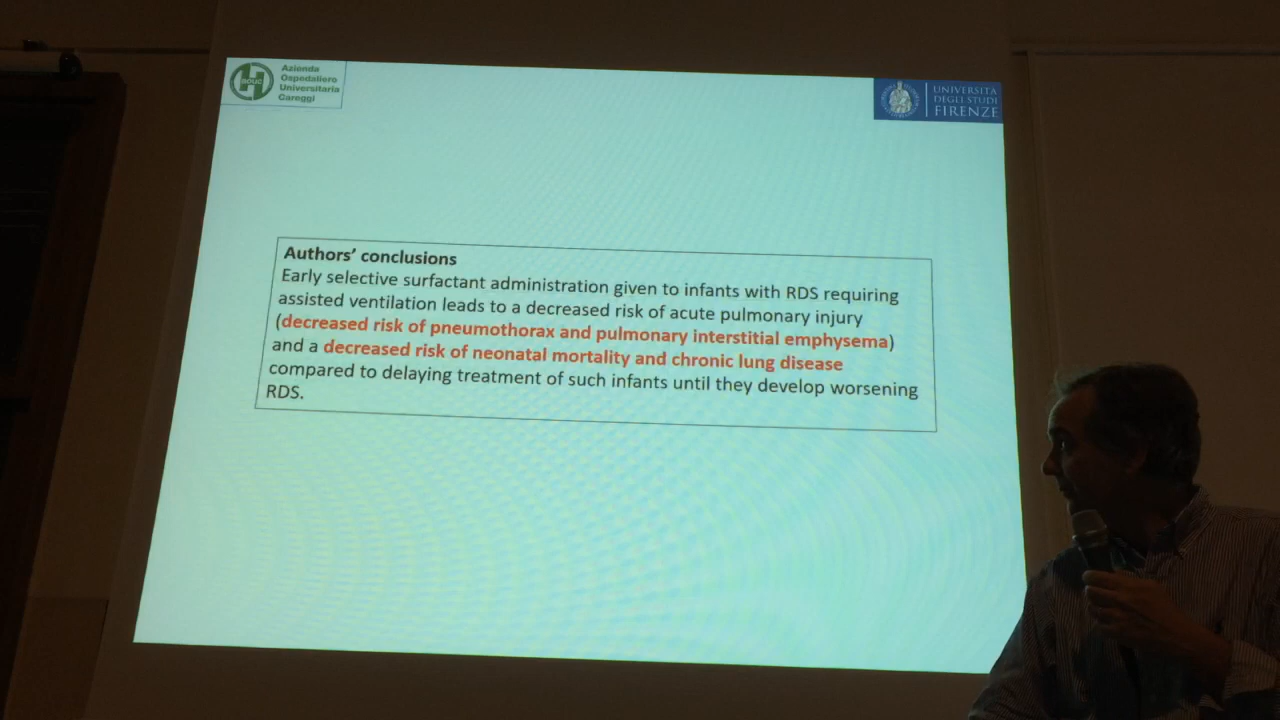 Azienda
Ospedaliero
Universitaria
Careggi
UNIVERSITÀ
DEGLI STUDI
FIRENZE
Authors' conclusions
Early selective surfactant administration given to infants with RDS requiring
assisted ventilation leads to a decreased risk of acute pulmonary injury
(decreased risk of pneumothorax and pulmonary interstitial emphysema)
and a decreased risk of neonatal mortality and chronic lung disease
compared to delaying treatment of such infants until they develop worsening
RDS.